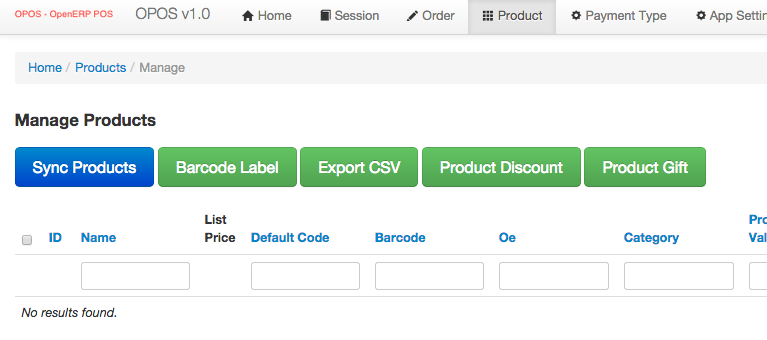 OPOS - OpenERP POS OPOS v1.0 Home Session Order Product Payment Type App Settin
Home / Products / Manage
Manage Products
Sync Products Barcode Label Export CSV Product Discount Product Gift
ID Name List Price Default Code Barcode Oe Category Pro Val
No results found.